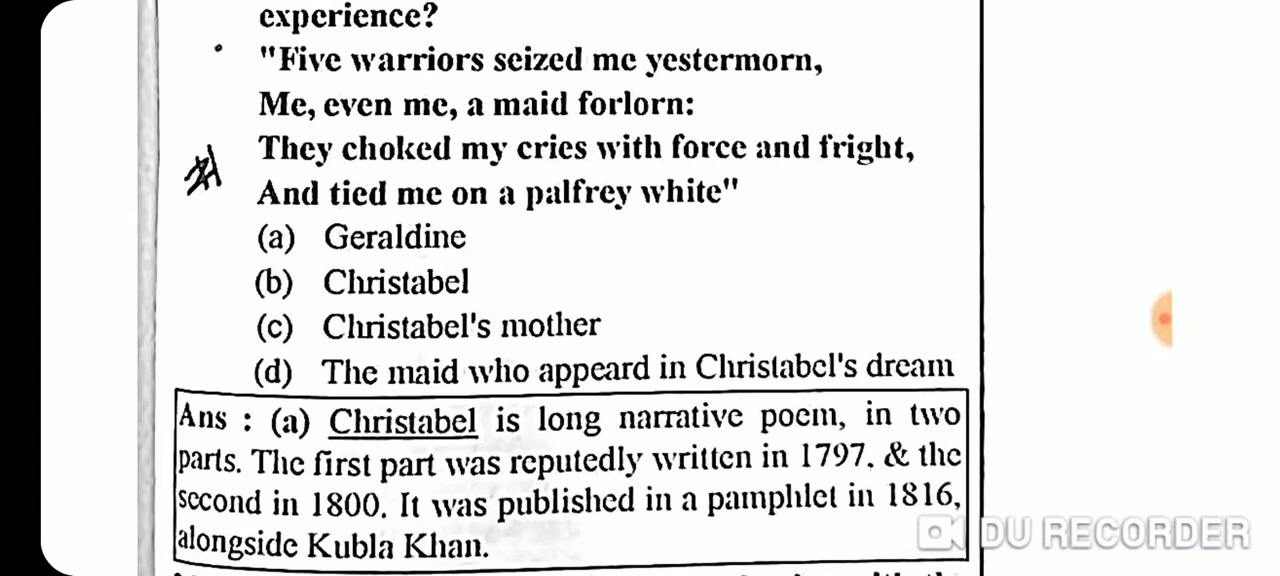 experience?
"Five warriors seized me yestermorn,
Me, even me, a maid forlorn:
They choked my cries with force and fright,
And tied me on a palfrey white"
(a) Geraldine
(b) Christabel
(c) Christabel's mother
(d) The maid who appeard in Christabel's dream
Ans : (a) Christabel is long narrative poem, in two
parts. The first part was reputedly written in 1797. & the
second in 1800. It was published in a pamphlet in 1816,
alongside Kubla Khan.
DU RECORDER